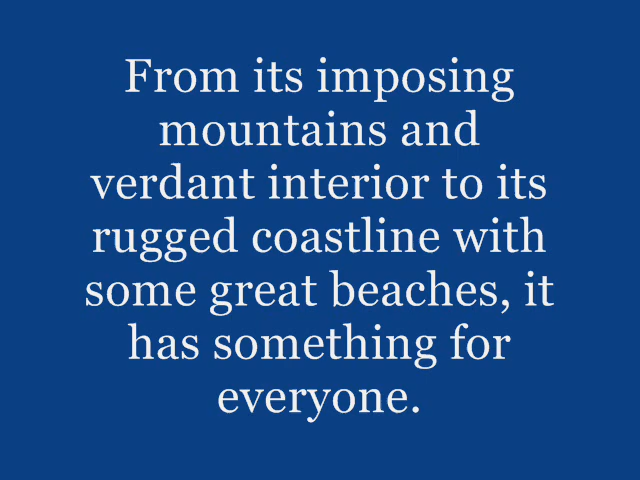 From its imposing
mountains and
verdant interior to its
rugged coastline with
some great beaches, it
has something for
everyone.